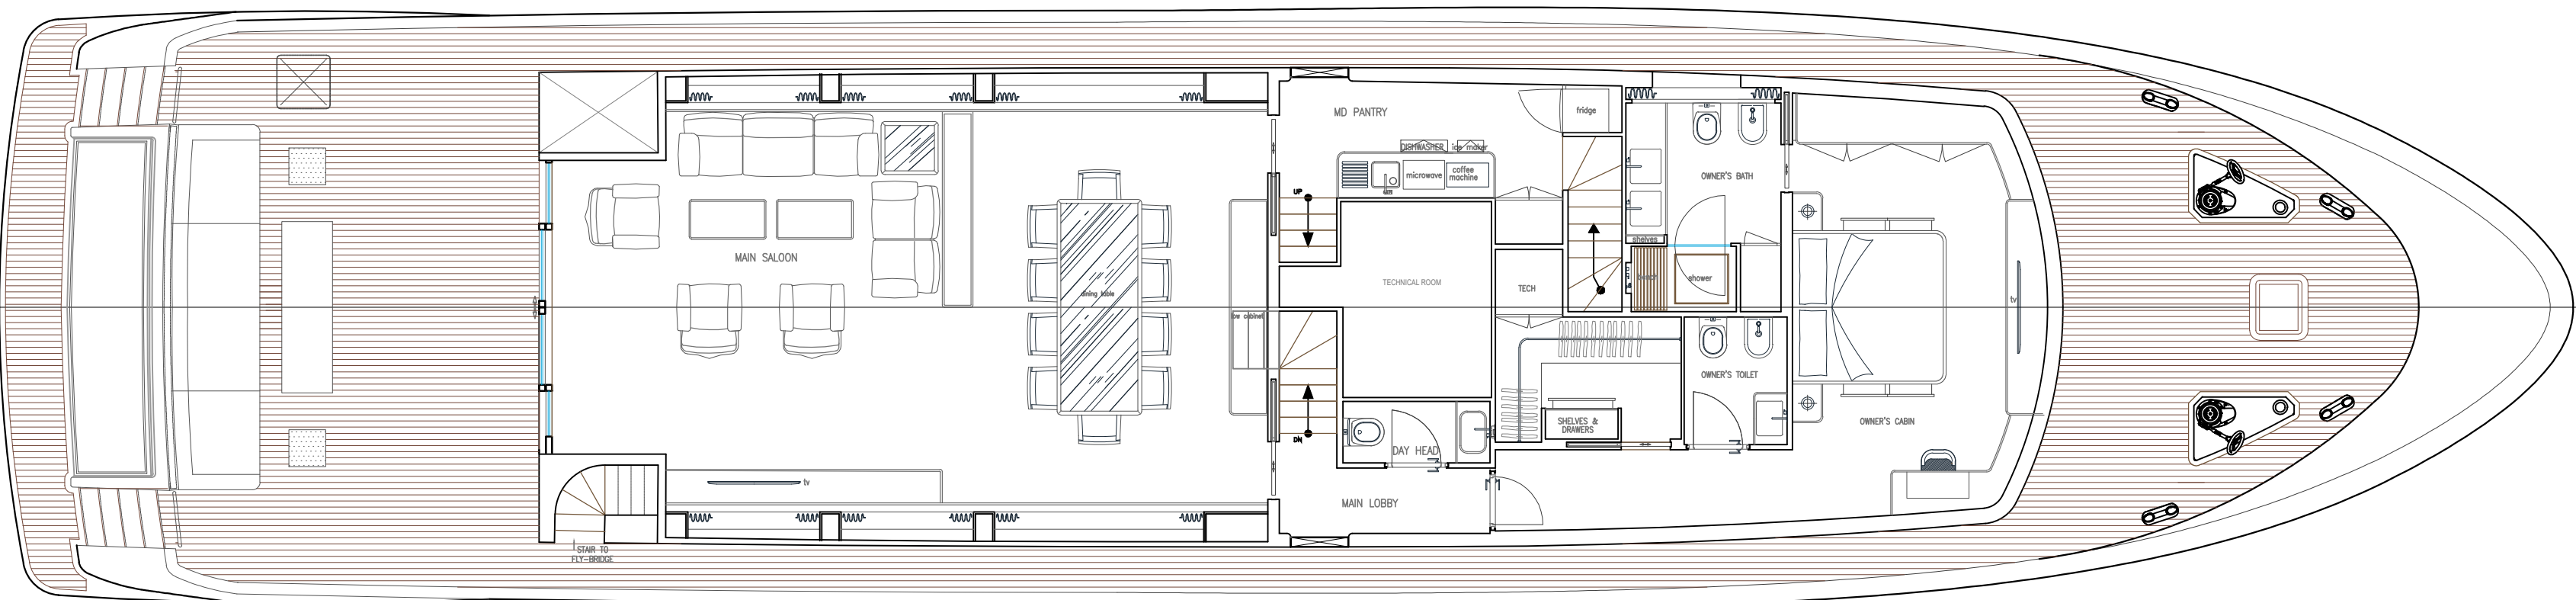 MD PANTRY
fridge
DISHWASHER
ice maker
microwave
coffee
machine
OWNER'S BATH
UP
shelves
MAIN SALOON
TECHNICAL ROOM
TECH
shower
dining table
tv
low cabinet
OWNER'S TOILET
SHELVES &
DRAWERS
OWNER'S CABIN
DN
DAY HEAD
tv
MAIN LOBBY
STAIR TO
FLY-BRIDGE